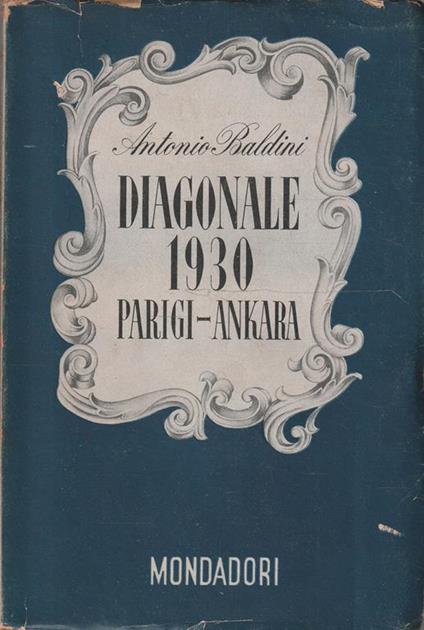 Antonio Baldini
DIAGONALE
1930
PARIGI-ANKARA
MONDADORI